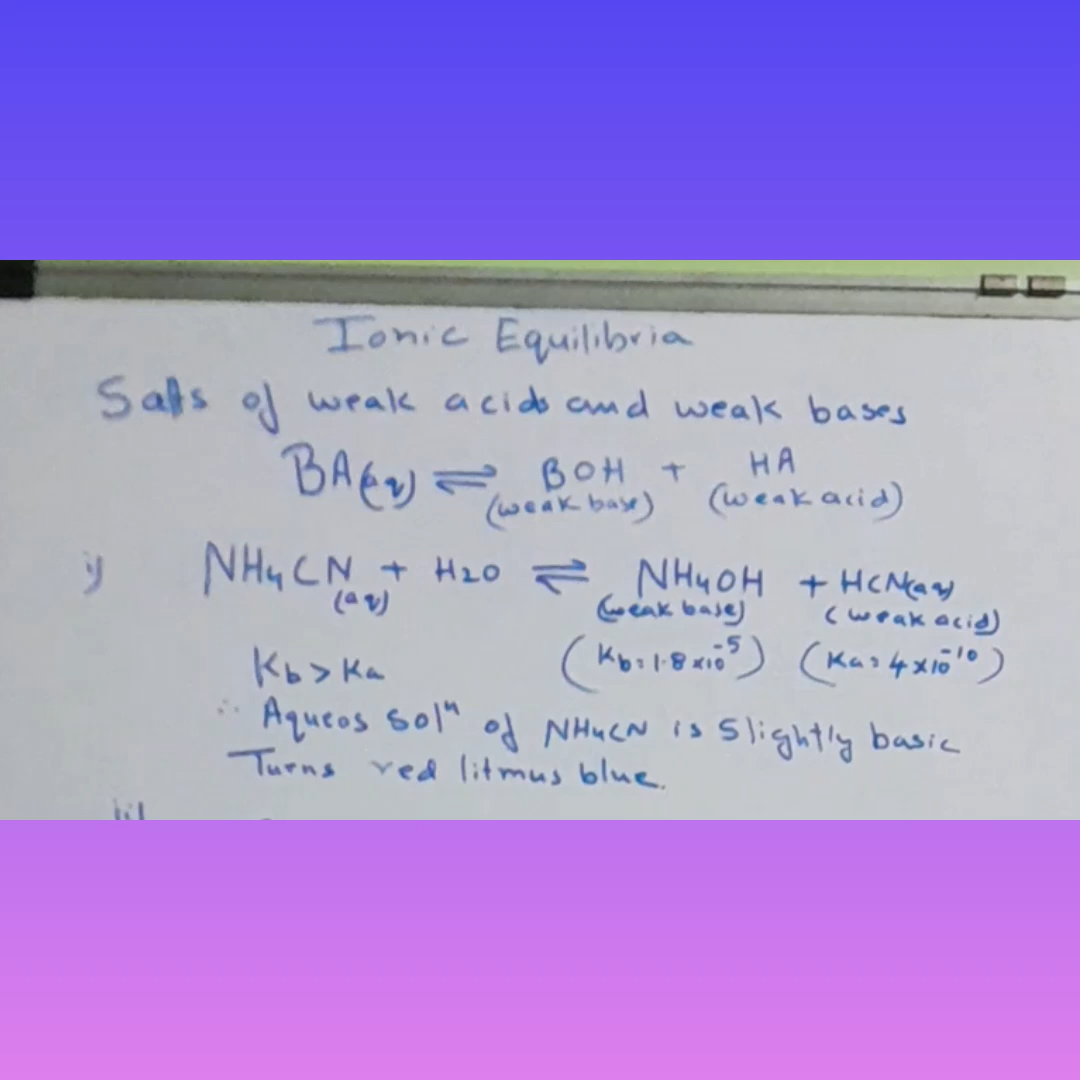 Ionic Equilibria
Salts of weak acids and weak bases
BA(aq) ⇌ BOH + HA
(weak base) (weak acid)
i) NH4CN + H2O ⇌ NH4OH + HCN(aq)
(aq) (weak base) (weak acid)
Kb > Ka (Kb = 1.8 x 10^-5) (Ka = 4 x 10^-10)
∴ Aqueos sol^n of NH4CN is slightly basic
Turns red litmus blue.